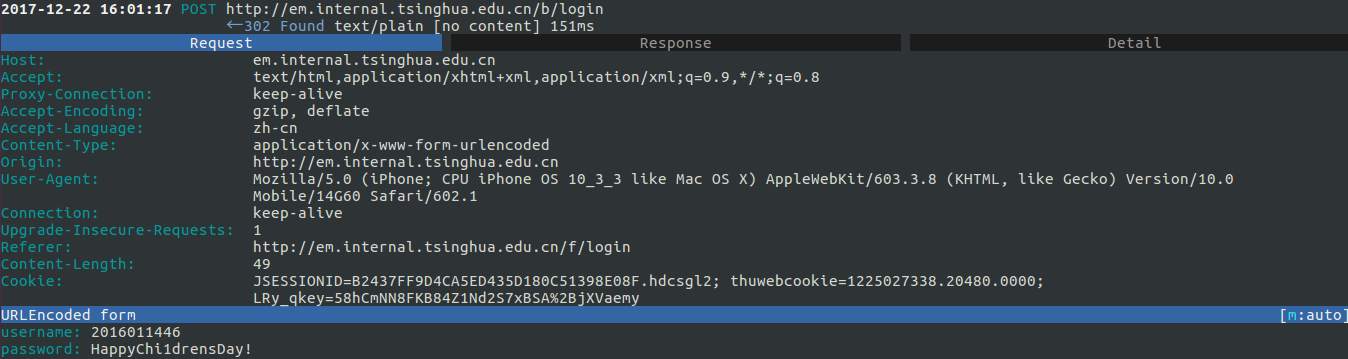 2017-12-22 16:01:17 POST http://em.internal.tsinghua.edu.cn/b/login
←302 Found text/plain [no content] 151ms
Request Response Detail
Host: em.internal.tsinghua.edu.cn
Accept: text/html,application/xhtml+xml,application/xml;q=0.9,*/*;q=0.8
Proxy-Connection: keep-alive
Accept-Encoding: gzip, deflate
Accept-Language: zh-cn
Content-Type: application/x-www-form-urlencoded
Origin: http://em.internal.tsinghua.edu.cn
User-Agent: Mozilla/5.0 (iPhone; CPU iPhone OS 10_3_3 like Mac OS X) AppleWebKit/603.3.8 (KHTML, like Gecko) Version/10.0
Mobile/14G60 Safari/602.1
Connection: keep-alive
Upgrade-Insecure-Requests: 1
Referer: http://em.internal.tsinghua.edu.cn/f/login
Content-Length: 49
Cookie: JSESSIONID=B2437FF9D4CA5ED435D180C51398E08F.hdcsgl2; thuwebcookie=1225027338.20480.0000;
LRy_qkey=58hCmNN8FKB84Z1Nd2S7xBSA%2BjXVaemy
URLEncoded form [m:auto]
username: 2016011446
password: HappyChi1drensDay!